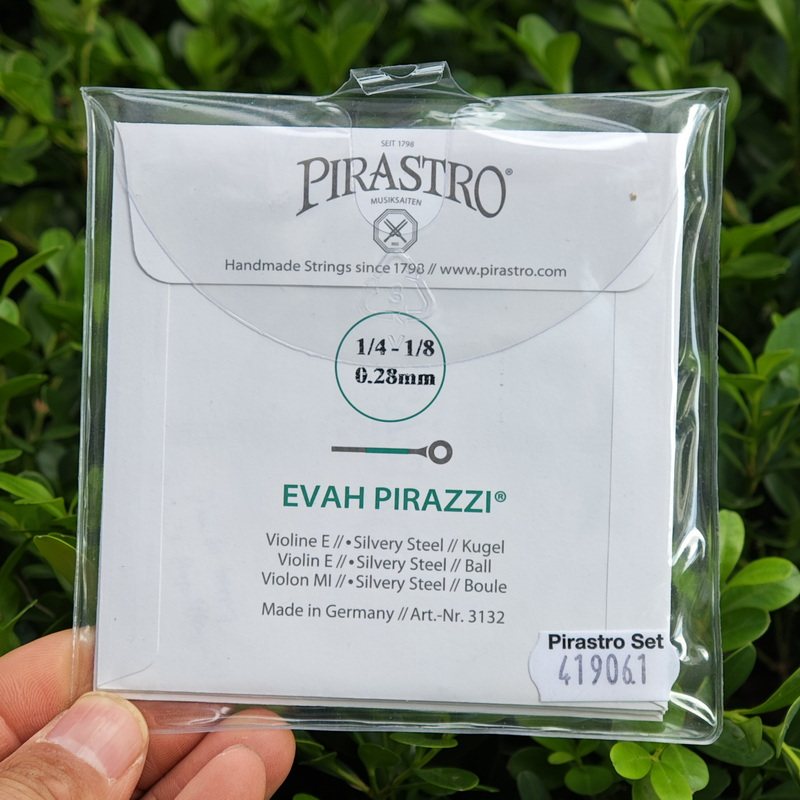 SEIT 1798
PIRASTRO®
MUSIKSAITEN
Handmade Strings since 1798 // www.pirastro.com
1/4 - 1/8
0.28mm
EVAH PIRAZZI®
Violine E // • Silvery Steel // Kugel
Violin E // • Silvery Steel // Ball
Violon MI // • Silvery Steel // Boule
Made in Germany // Art.-Nr. 3132
Pirastro Set
419061